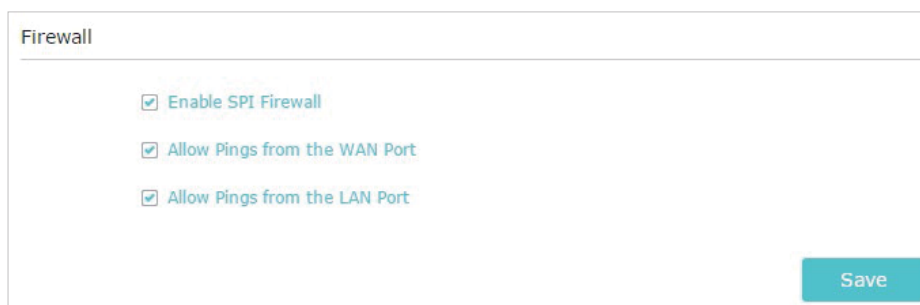 Firewall
Enable SPI Firewall
Allow Pings from the WAN Port
Allow Pings from the LAN Port
Save